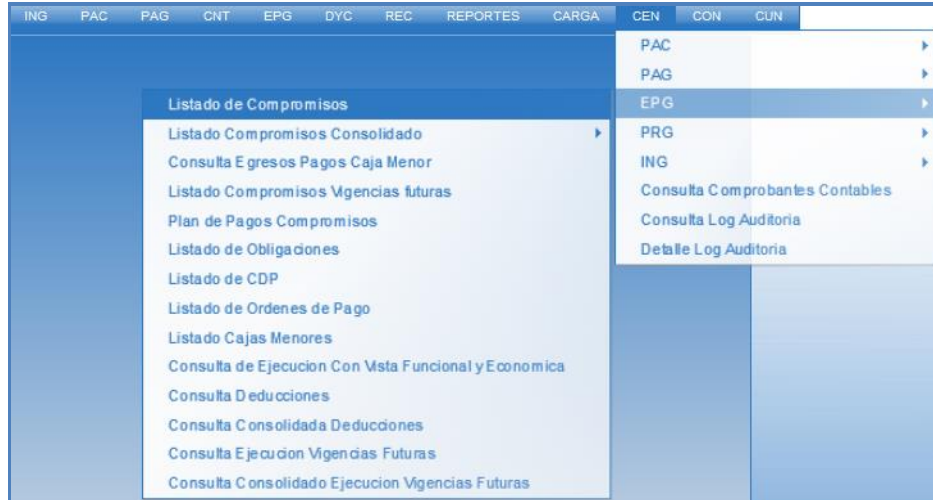 ING PAC PAG CNT EPG DYC REC REPORTES CARGA CEN CON CUN
PAC
PAG
EPG
PRG
ING
Consulta Comprobantes Contables
Consulta Log Auditoria
Detalle Log Auditoria
Listado de Compromisos
Listado Compromisos Consolidado
Consulta Egresos Pagos Caja Menor
Listado Compromisos Vigencias futuras
Plan de Pagos Compromisos
Listado de Obligaciones
Listado de CDP
Listado de Ordenes de Pago
Listado Cajas Menores
Consulta de Ejecucion Con Vista Funcional y Economica
Consulta Deducciones
Consulta Consolidada Deducciones
Consulta Ejecucion Vigencias Futuras
Consulta Consolidado Ejecucion Vigencias Futuras